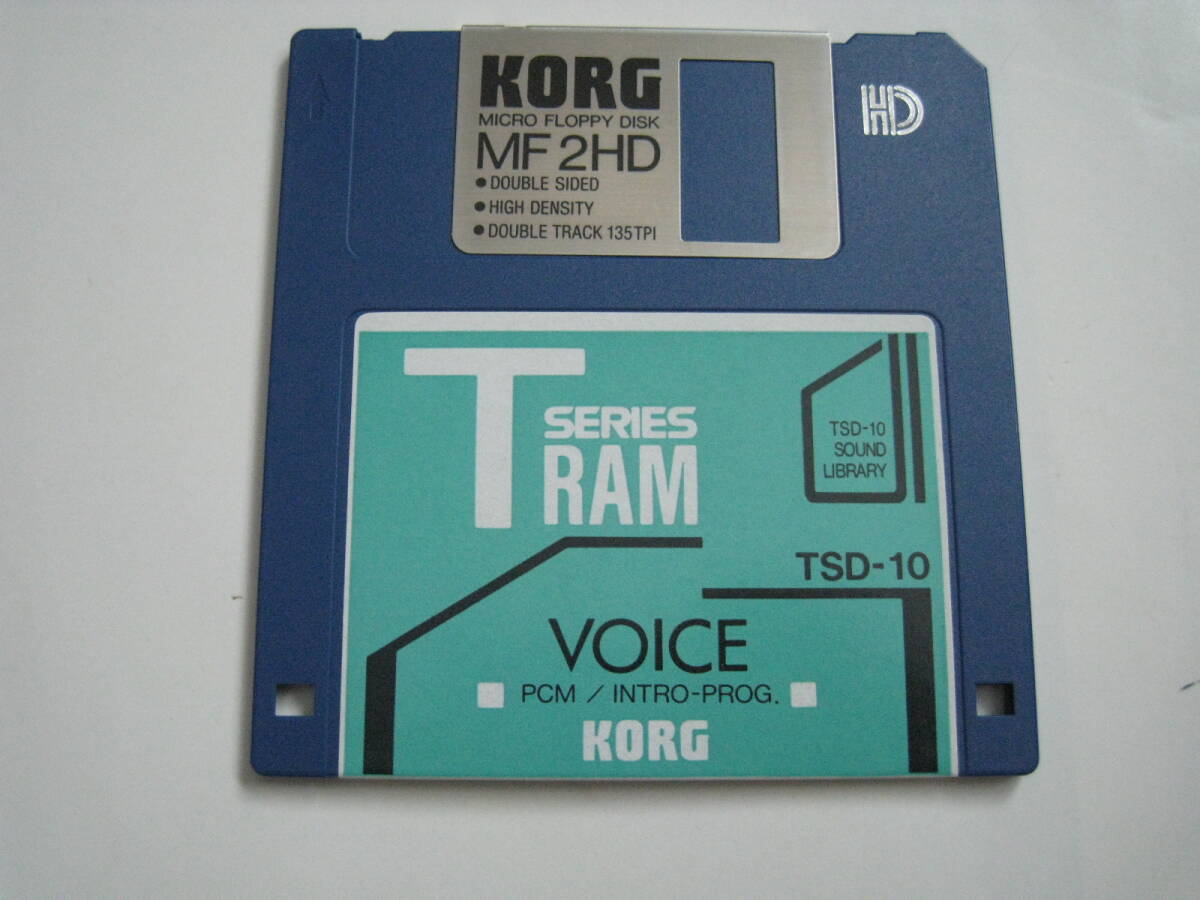 KORG
MICRO FLOPPY DISK
MF 2HD
● DOUBLE SIDED
● HIGH DENSITY
● DOUBLE TRACK 135TPI
HD
T SERIES
RAM
TSD-10
SOUND
LIBRARY
TSD-10
VOICE
PCM / INTRO-PROG.
KORG